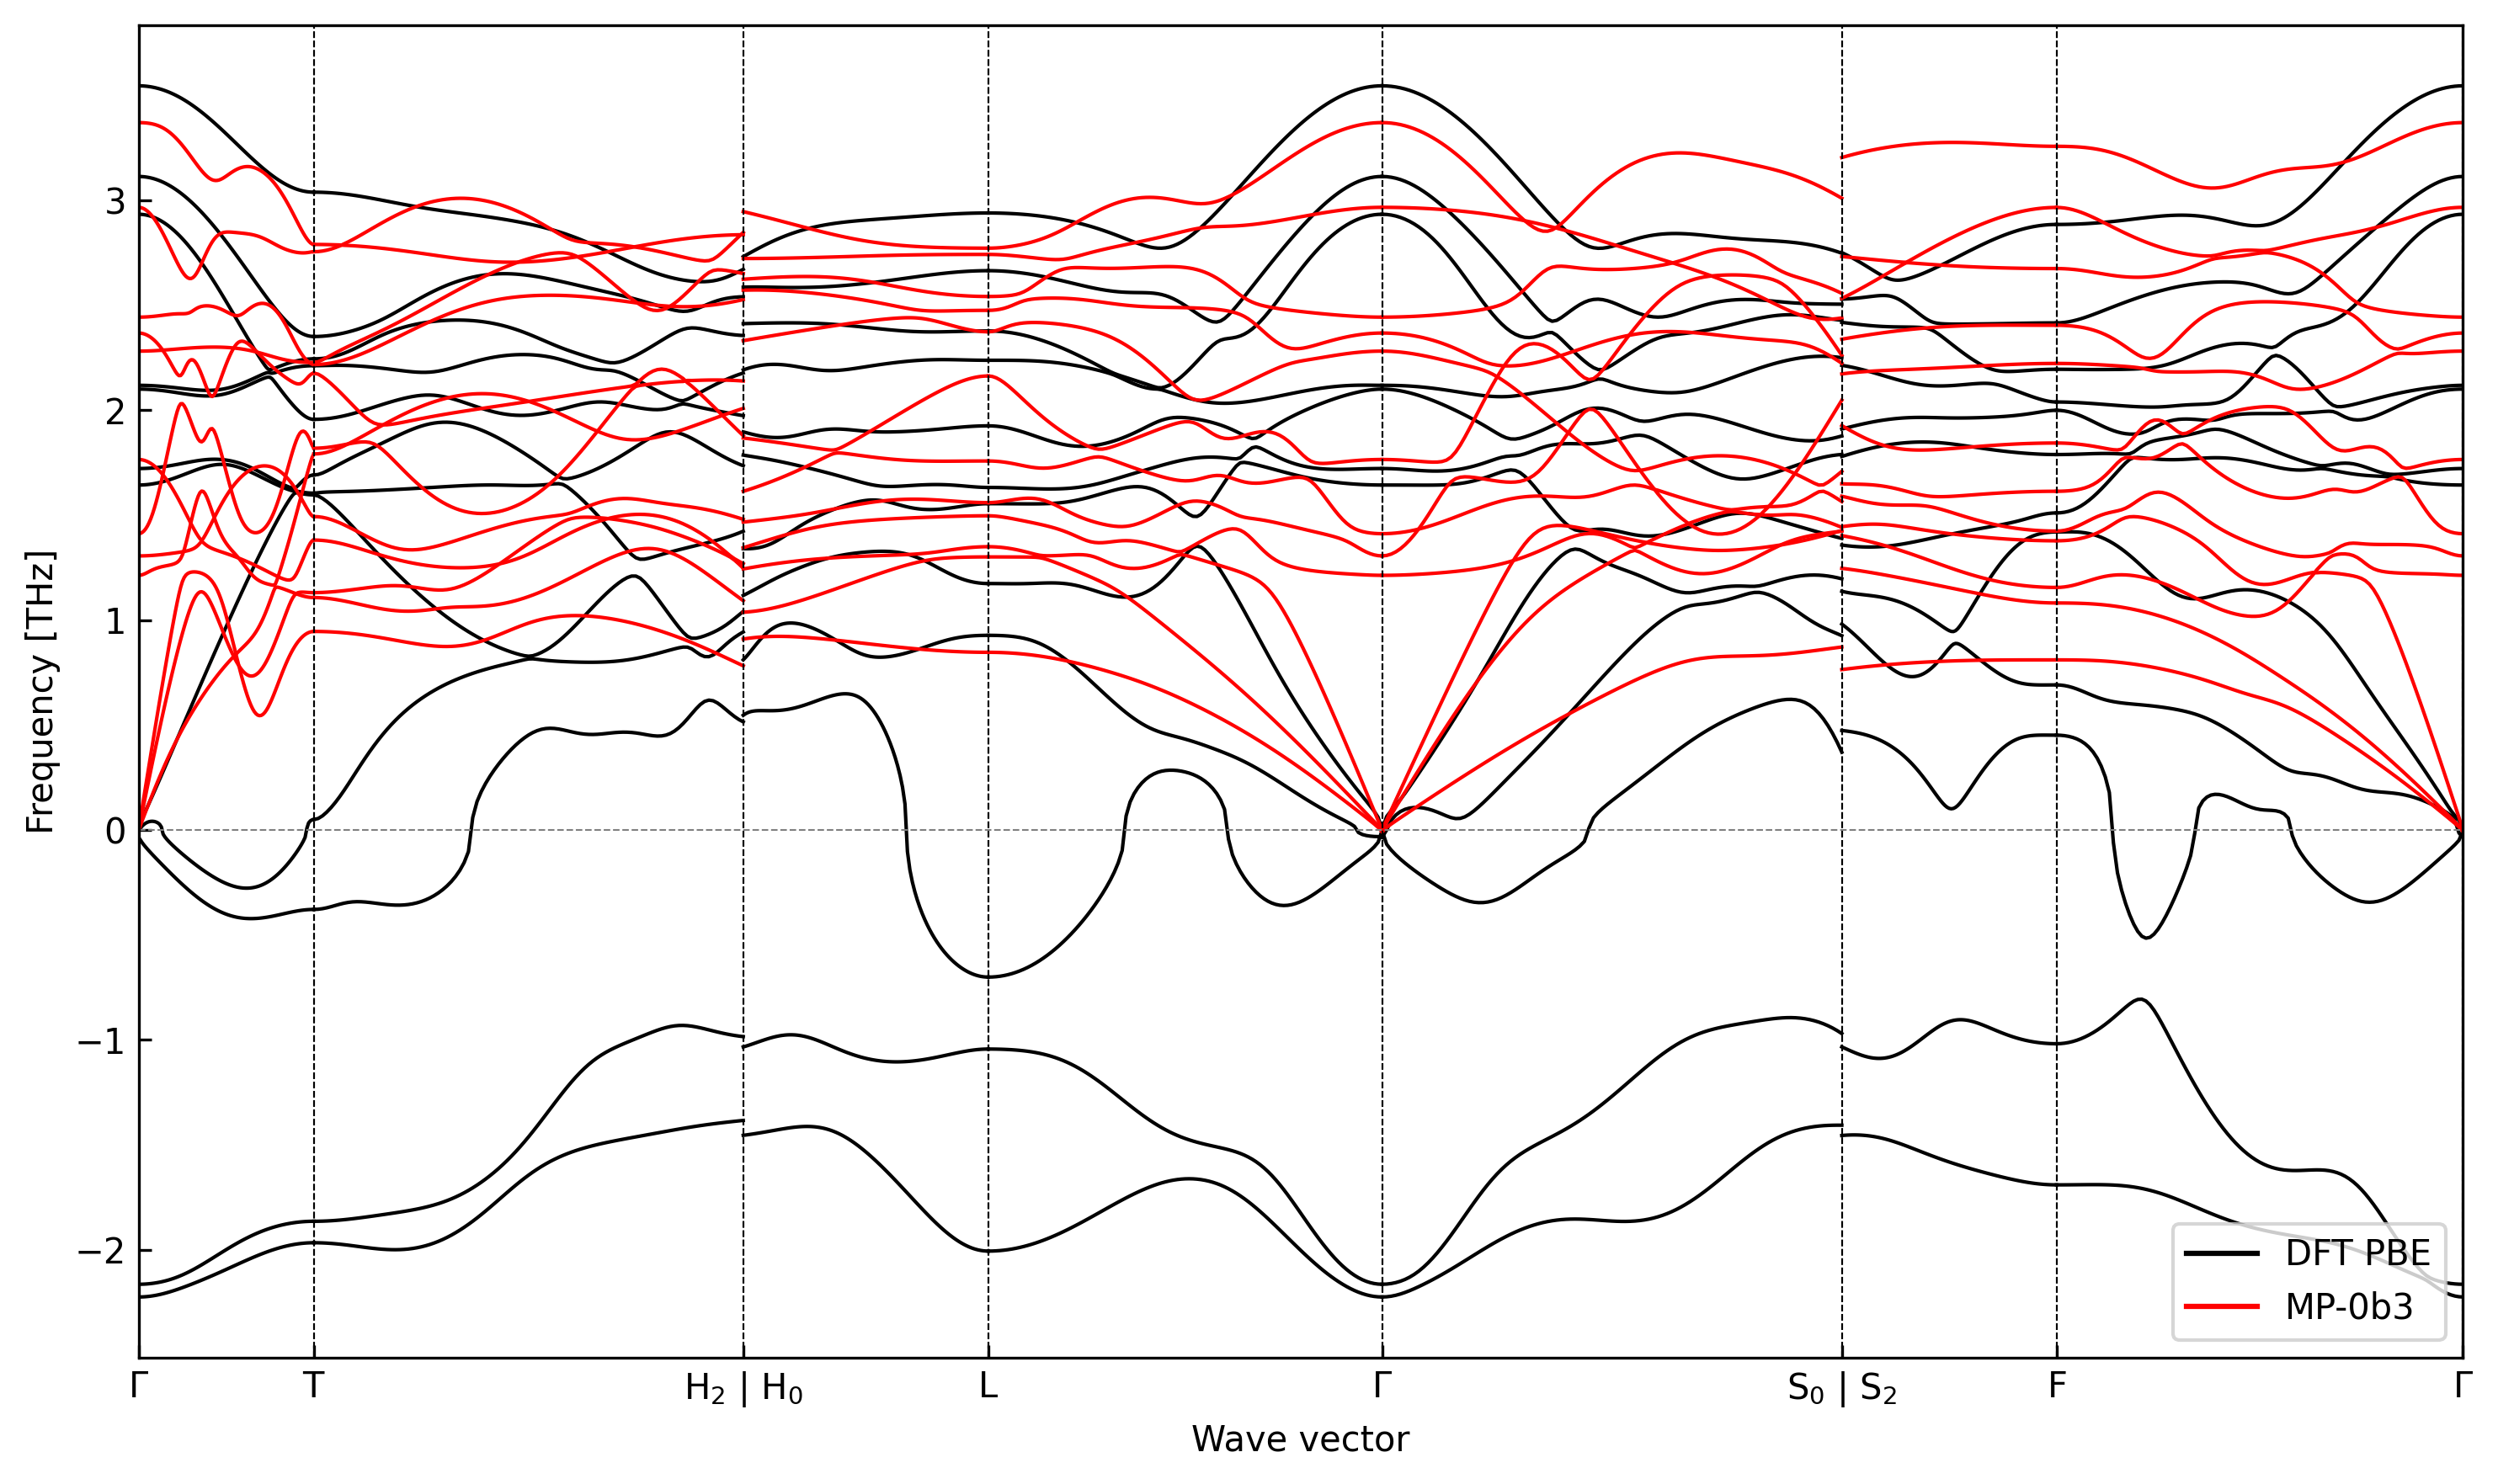 Frequency [THz]
3
2
1
0
−1
−2
Γ T H₂ | H₀ L Γ S₀ | S₂ F Γ
Wave vector
DFT PBE
MP-0b3